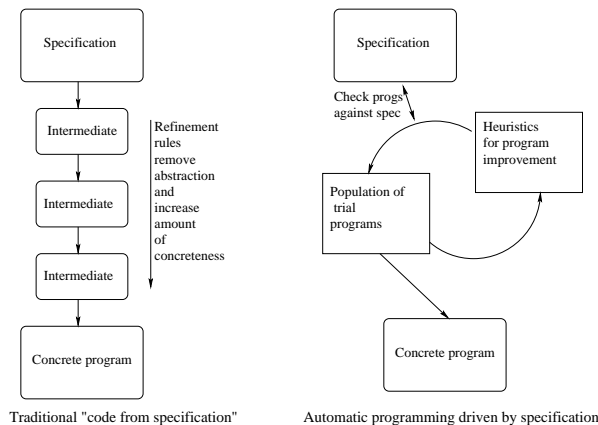 Specification
Intermediate
Intermediate
Intermediate
Concrete program
Refinement
rules
remove
abstraction
and
increase
amount
of
concreteness
Traditional "code from specification"
Specification
Check progs
against spec
Heuristics
for program
improvement
Population of
trial
programs
Concrete program
Automatic programming driven by specification